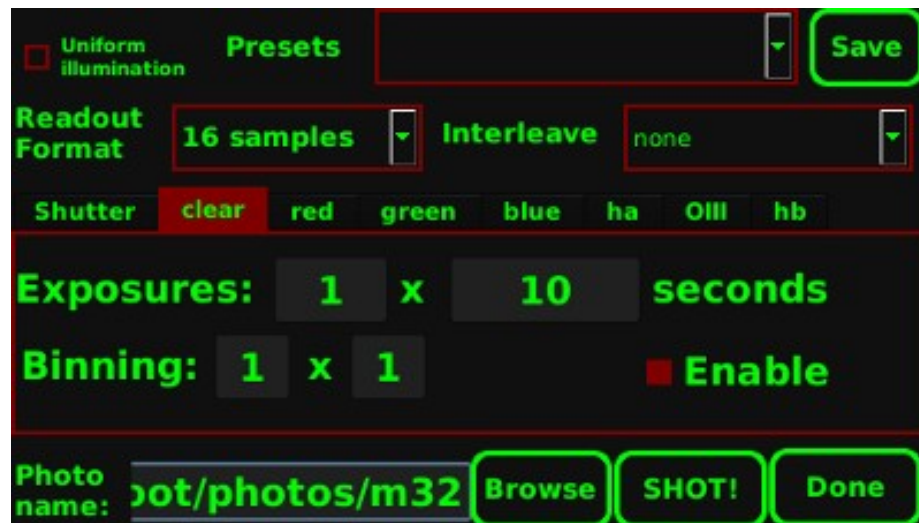 Uniform illumination
Presets
Save
Readout Format
16 samples
Interleave
none
Shutter clear red green blue ha OIII hb
Exposures: 1 x 10 seconds
Binning: 1 x 1
Enable
Photo name:
oot/photos/m32
Browse
SHOT!
Done